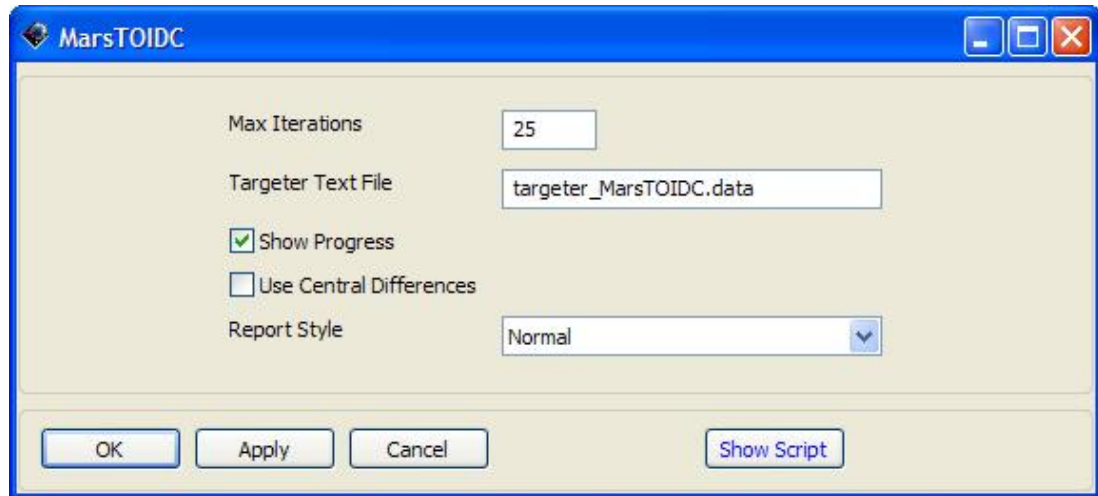 MarsTOIDC
Max Iterations 25
Targeter Text File targeter_MarsTOIDC.data
Show Progress
Use Central Differences
Report Style Normal
OK Apply Cancel Show Script